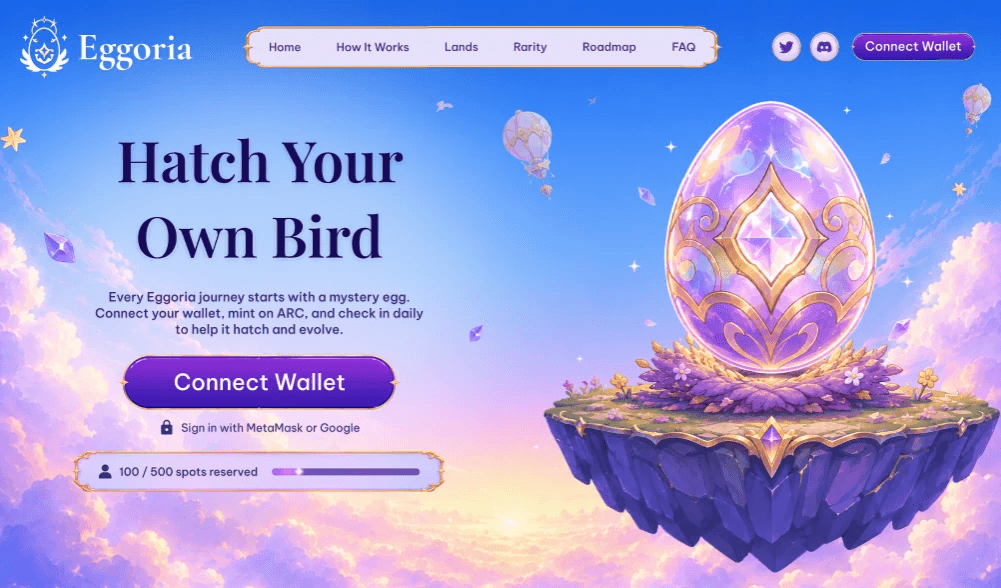 Eggoria
Home
How It Works
Lands
Rarity
Roadmap
FAQ
Connect Wallet
Hatch Your
Own Bird
Every Eggoria journey starts with a mystery egg.
Connect your wallet, mint on ARC, and check in daily
to help it hatch and evolve.
Connect Wallet
Sign in with MetaMask or Google
100 / 500 spots reserved